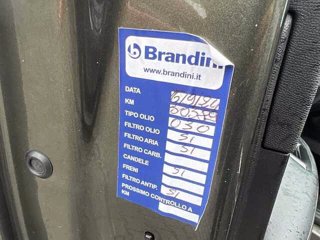 Brandini
www.brandini.it
DATA
KM
TIPO OLIO 030
FILTRO OLIO SI
FILTRO ARIA SI
FILTRO CARB.
CANDELE SI
FRENI
FILTRO ANTIP. SI
PROSSIMO CONTROLLO A
KM